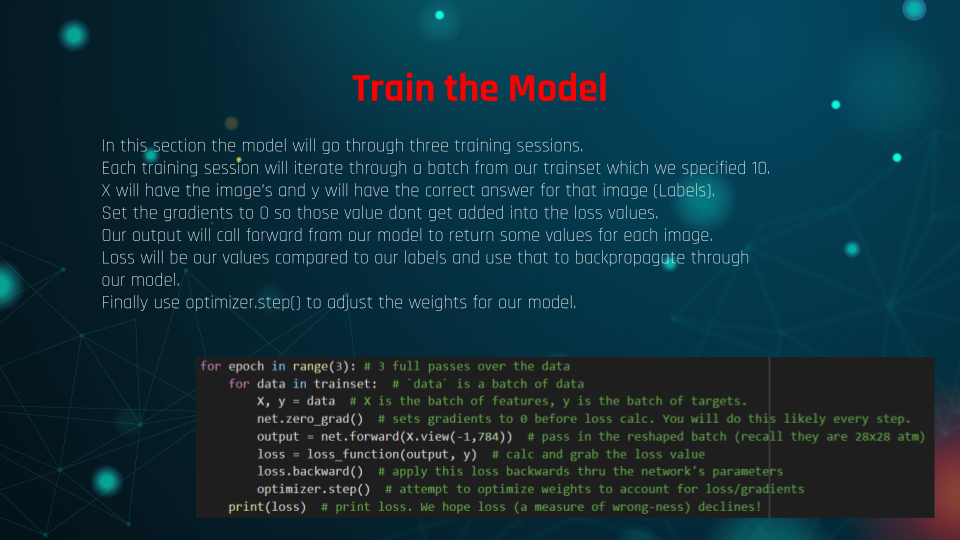 Train the Model
In this section the model will go through three training sessions.
Each training session will iterate through a batch from our trainset which we specified 10.
X will have the image's and y will have the correct answer for that image (Labels).
Set the gradients to 0 so those value dont get added into the loss values.
Our output will call forward from our model to return some values for each image.
Loss will be our values compared to our labels and use that to backpropagate through
our model.
Finally use optimizer.step() to adjust the weights for our model.
for epoch in range(3): # 3 full passes over the data
    for data in trainset:  # `data` is a batch of data
        X, y = data  # X is the batch of features, y is the batch of targets.
        net.zero_grad()  # sets gradients to 0 before loss calc. You will do this likely every step.
        output = net.forward(X.view(-1,784))  # pass in the reshaped batch (recall they are 28x28 atm)
        loss = loss_function(output, y)  # calc and grab the loss value
        loss.backward()  # apply this loss backwards thru the network's parameters
        optimizer.step()  # attempt to optimize weights to account for loss/gradients
    print(loss)  # print loss. We hope loss (a measure of wrong-ness) declines!